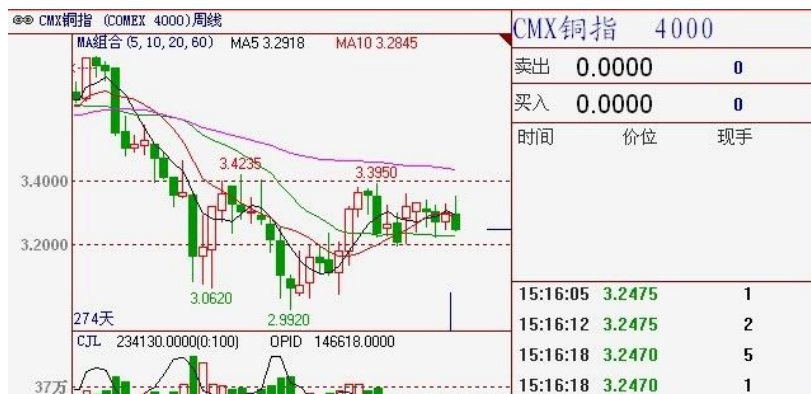 CMX铜指 (COMEX 4000)周线
MA组合(5,10,20,60) MA5 3.2918 MA10 3.2845
3.4235
3.3950
3.4000
3.2000
3.0620
2.9920
274天
CJL 234130.0000(0:100) OPID 146618.0000
37万
CMX铜指 4000
卖出 0.0000 0
买入 0.0000 0
时间 价位 现手
15:16:05 3.2475 1
15:16:12 3.2475 2
15:16:18 3.2470 5
15:16:18 3.2470 1